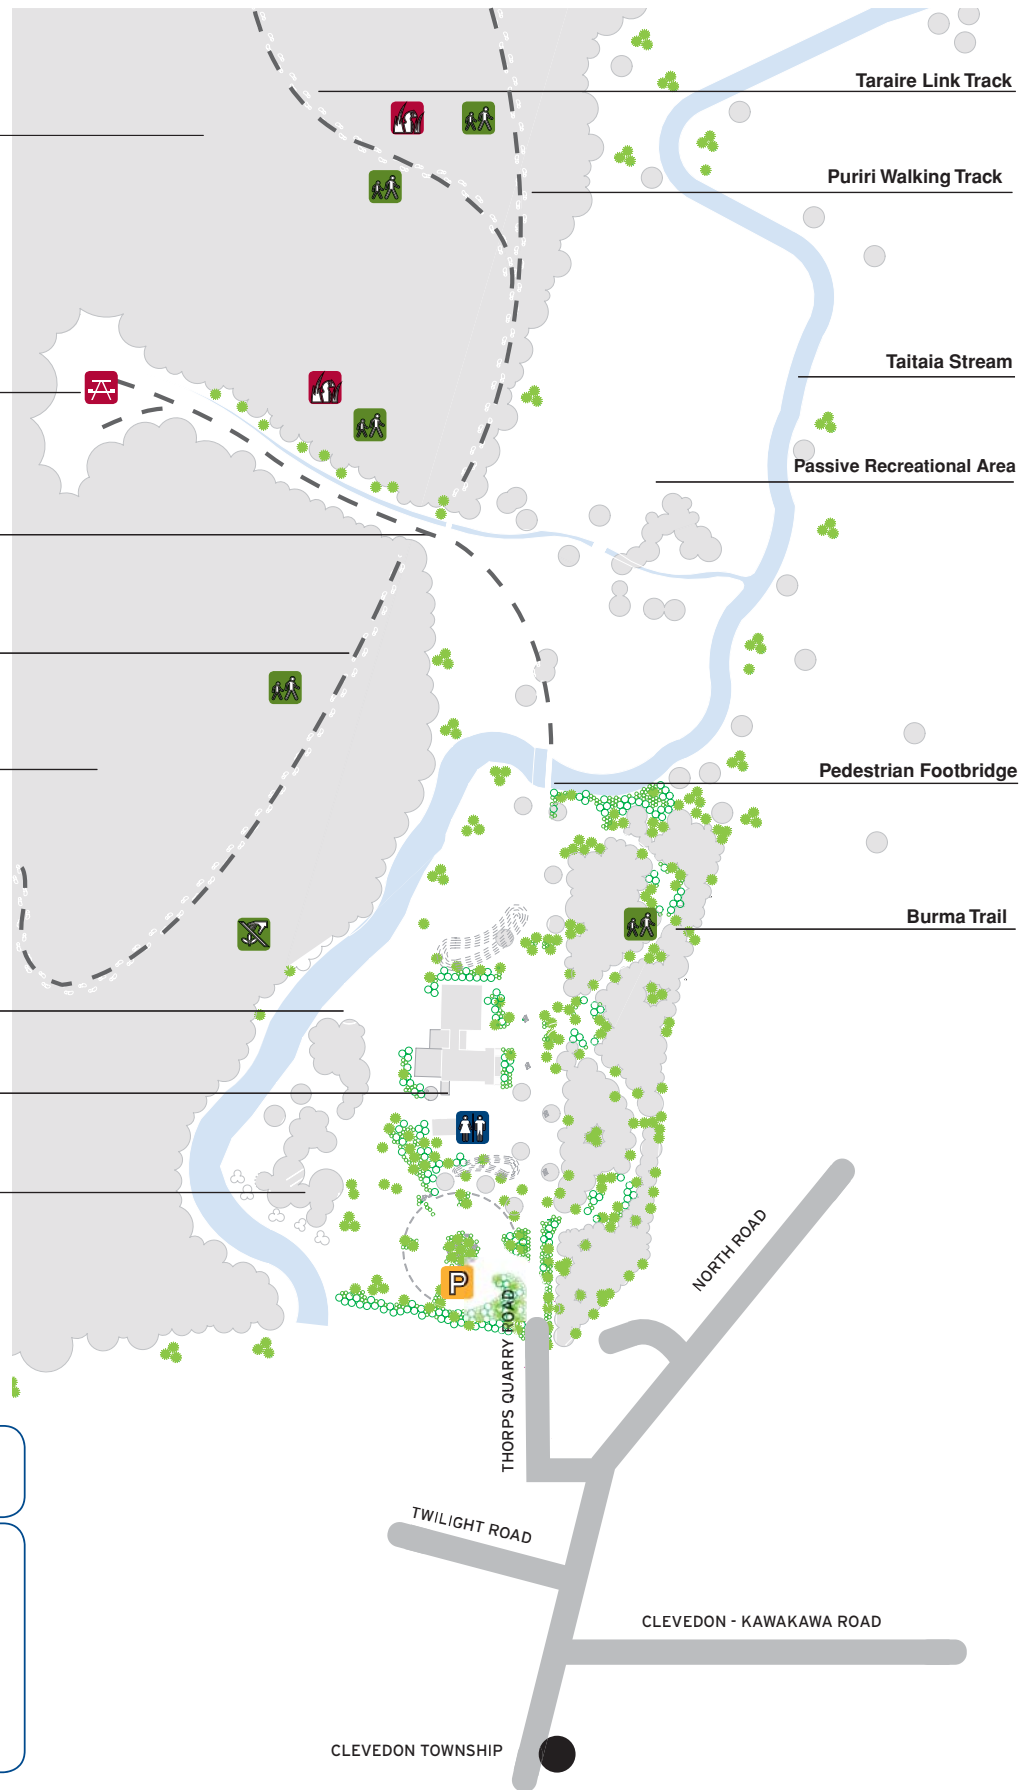 Taraire Link Track
Puriri Walking Track
Taitaia Stream
Passive Recreational Area
Pedestrian Footbridge
Burma Trail
P
NORTH ROAD
THORPS QUARRY ROAD
TWILIGHT ROAD
CLEVEDON - KAWAKAWA ROAD
CLEVEDON TOWNSHIP